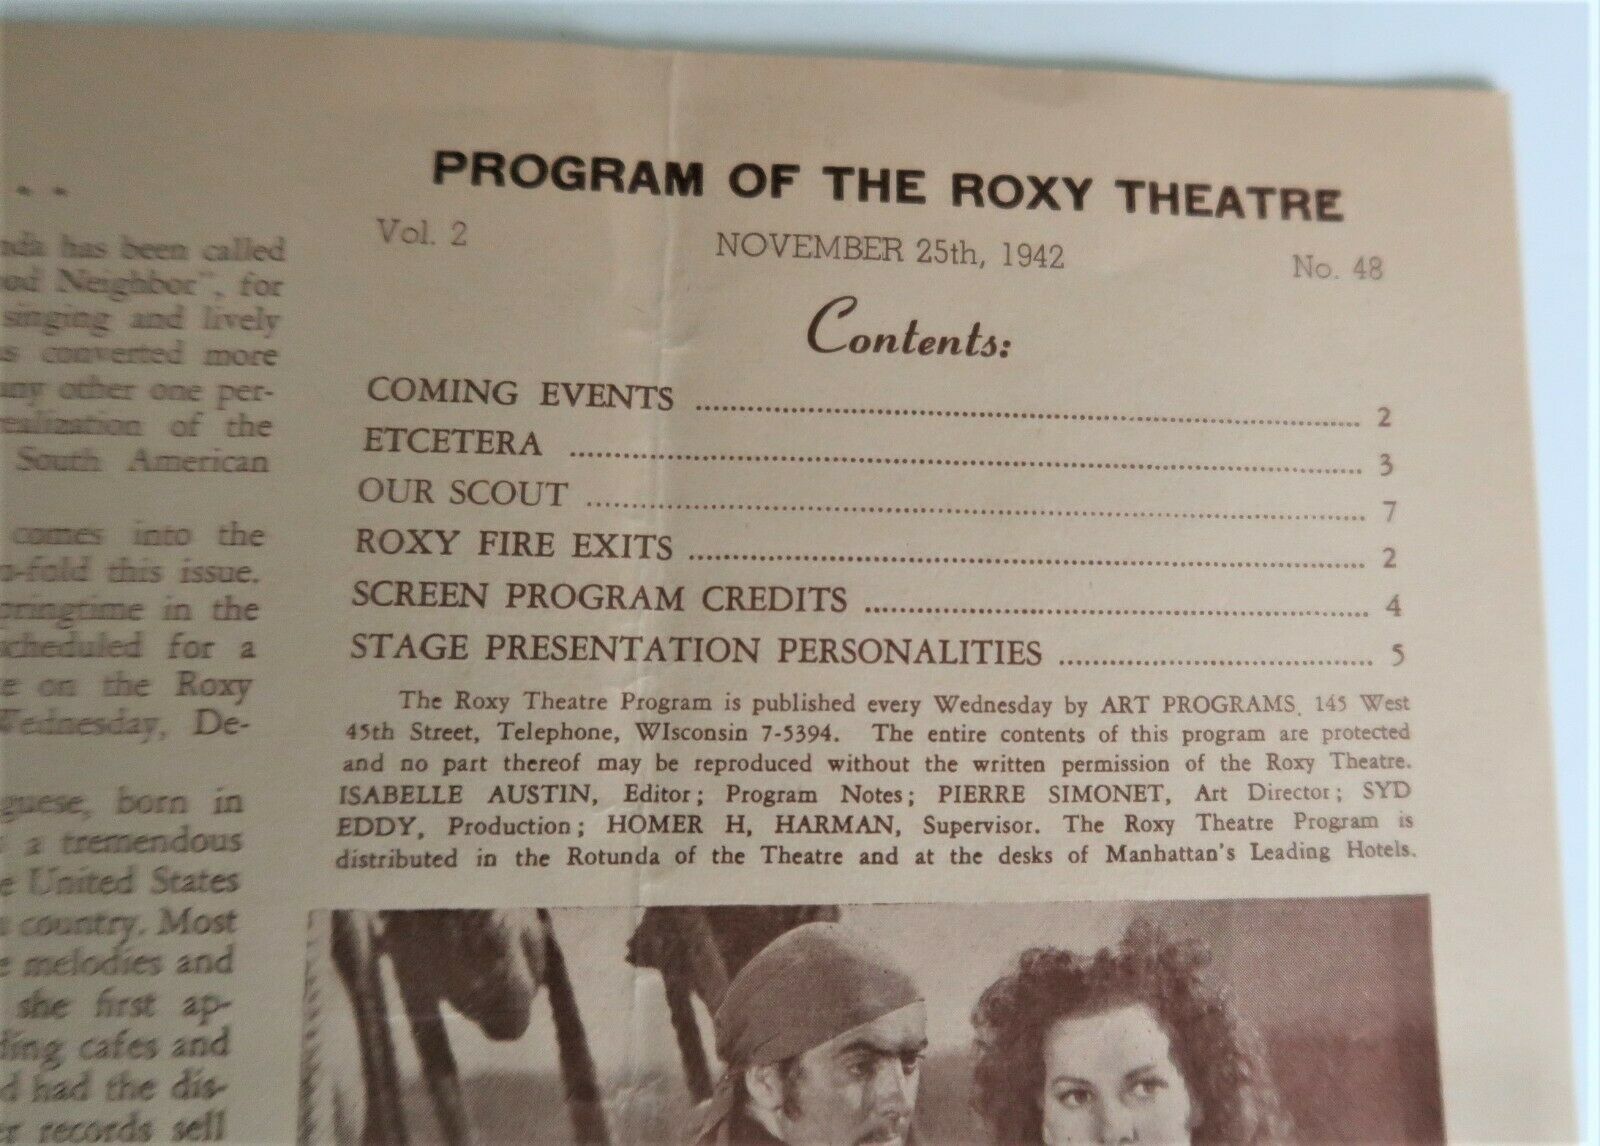 * *
has been called
Neighbor", for
singing and lively
converted more
any other one per-
realization of the
South American
comes into the
this issue.
in the
scheduled for a
on the Roxy
Wednesday, De-
born in
a tremendous
United States
country. Most
melodies and
she first ap-
cafes and
had the dis-
records sell
PROGRAM OF THE ROXY THEATRE
Vol. 2 NOVEMBER 25th, 1942 No. 48
Contents:
COMING EVENTS 2
ETCETERA 3
OUR SCOUT 7
ROXY FIRE EXITS 2
SCREEN PROGRAM CREDITS 4
STAGE PRESENTATION PERSONALITIES 5
The Roxy Theatre Program is published every Wednesday by ART PROGRAMS, 145 West
45th Street, Telephone, WIsconsin 7-5394. The entire contents of this program are protected
and no part thereof may be reproduced without the written permission of the Roxy Theatre.
ISABELLE AUSTIN, Editor; Program Notes; PIERRE SIMONET, Art Director; SYD
EDDY, Production; HOMER H, HARMAN, Supervisor. The Roxy Theatre Program is
distributed in the Rotunda of the Theatre and at the desks of Manhattan's Leading Hotels.